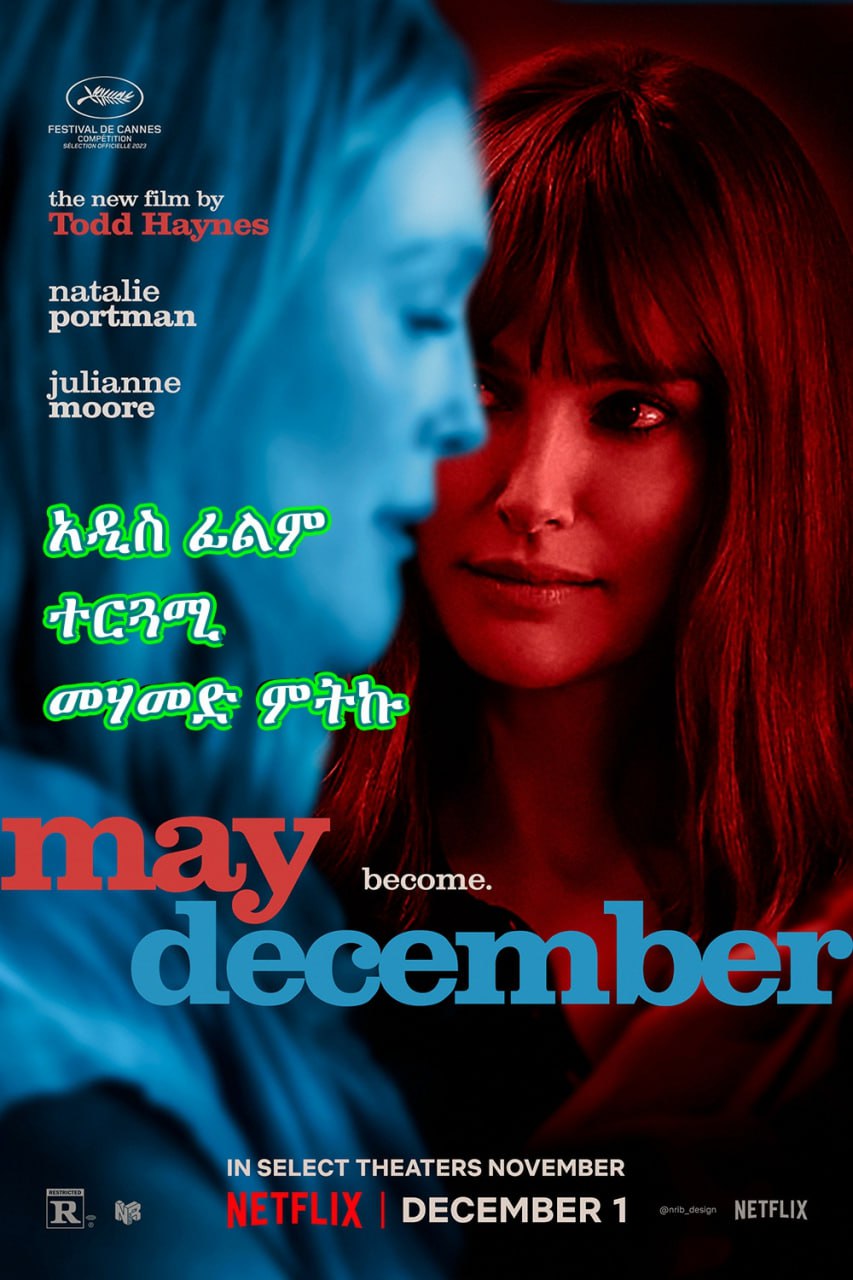 FESTIVAL DE CANNES
COMPÉTITION
SÉLECTION OFFICIELLE 2023
the new film by
Todd Haynes
natalie
portman
julianne
moore
አዲስ ፊልም
ተርጓሚ
መሃመድ ምትኩ
may
become.
december
IN SELECT THEATERS NOVEMBER
NETFLIX | DECEMBER 1
RESTRICTED
R
@nrib_design
NETFLIX